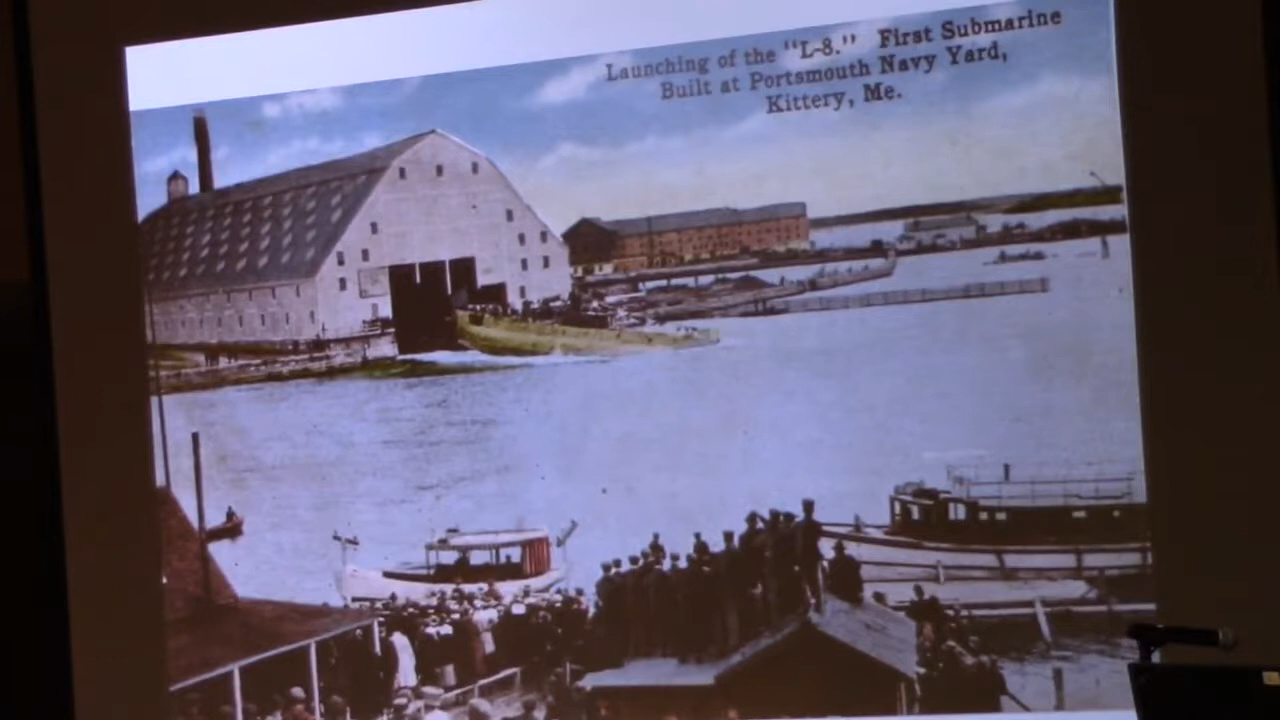 Launching of the "L-8." First Submarine
Built at Portsmouth Navy Yard,
Kittery, Me.